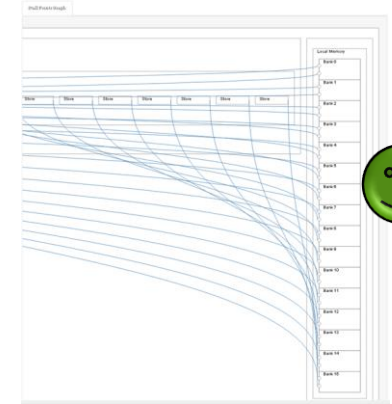 Local Memory
Bank 0
Bank 1
Store Store Store Store Store Store Store
Bank 2
Bank 3
Bank 4
Bank 5
Bank 6
Bank 7
Bank 8
Bank 9
Bank 10
Bank 11
Bank 12
Bank 13
Bank 14
Bank 15